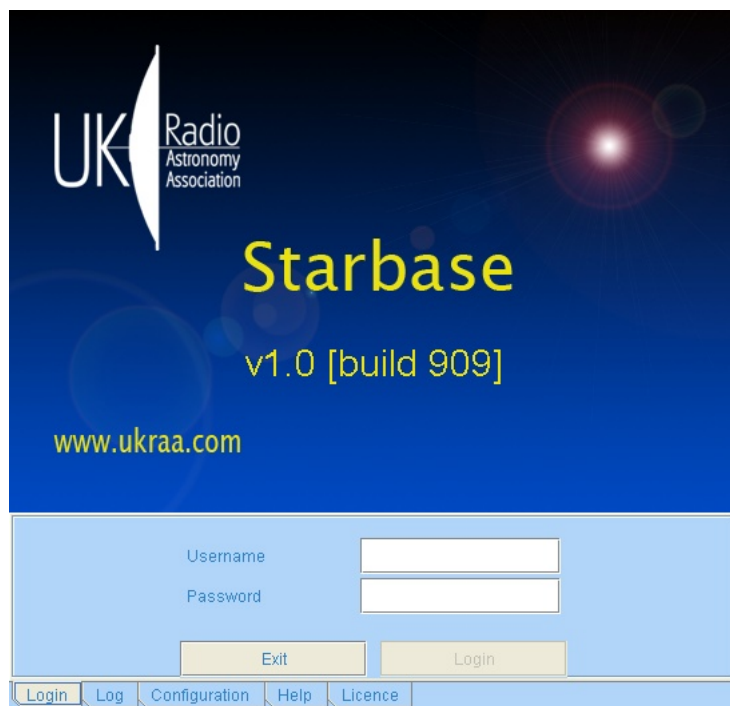 UK Radio
Astronomy
Association
Starbase
v1.0 [build 909]
www.ukraa.com
Username
Password
Exit Login
Login Log Configuration Help Licence